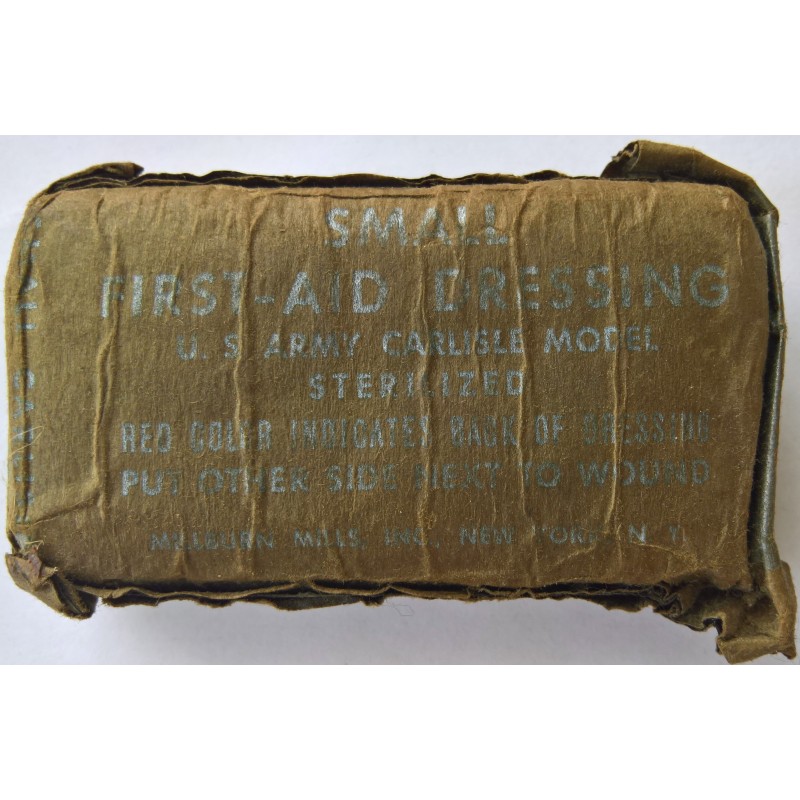 SMALL
FIRST-AID DRESSING
U. S. ARMY CARLISLE MODEL
STERILIZED
RED COLOR INDICATES BACK OF DRESSING
PUT OTHER SIDE NEXT TO WOUND
MILLBURN MILLS, INC., NEW YORK, N. Y.